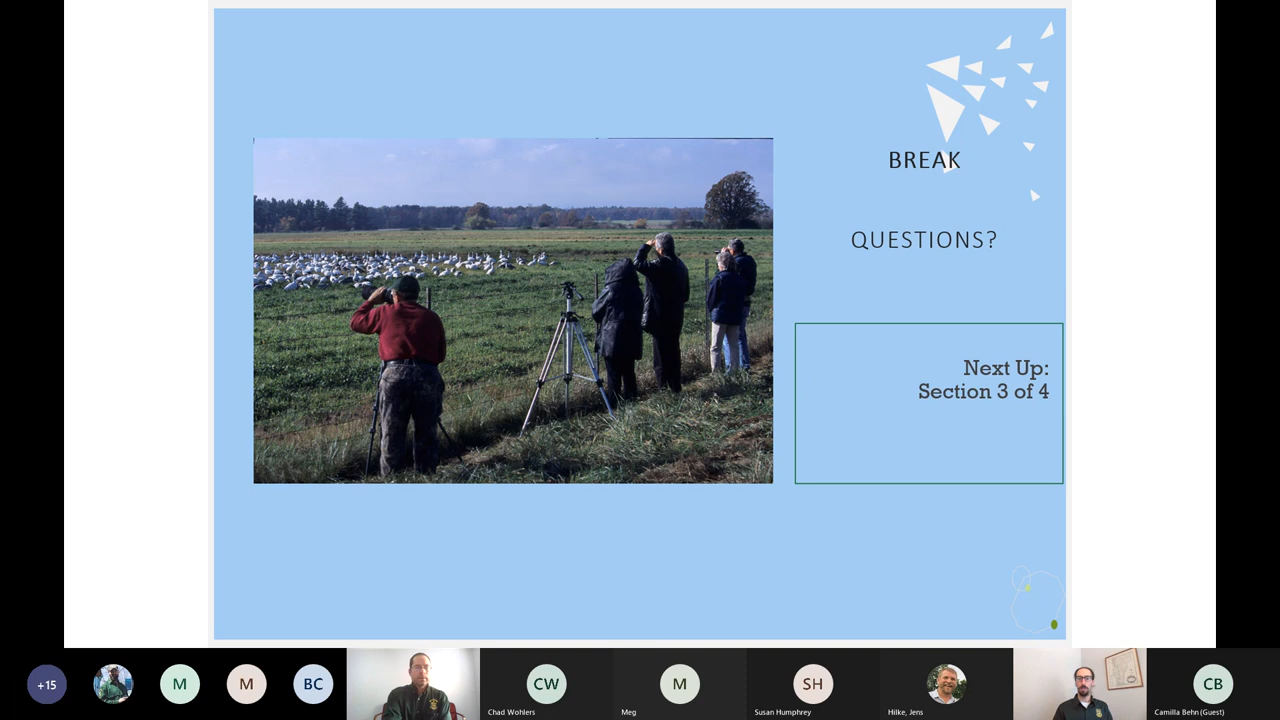 BREAK
QUESTIONS?
Next Up:
Section 3 of 4
+15
M
M
BC
CW
Chad Wohlers
M
Meg
SH
Susan Humphrey
Hilke, Jens
CB
Camilla Behn (Guest)